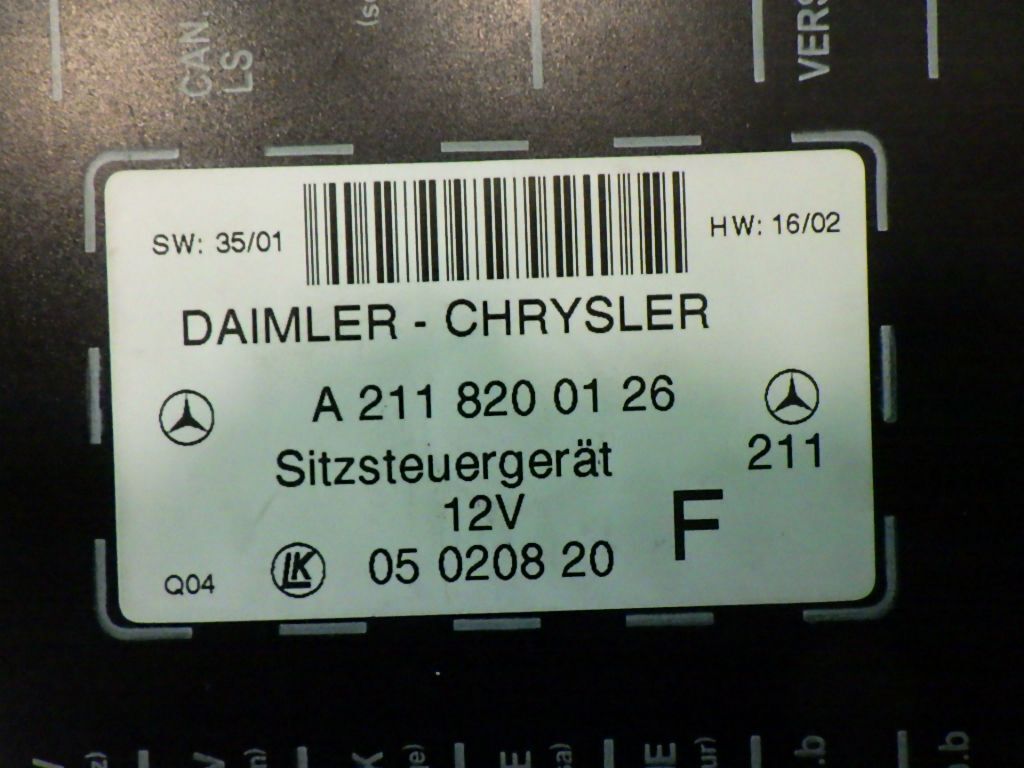 CAN
LS
SW: 35/01
HW: 16/02
DAIMLER - CHRYSLER
A 211 820 01 26
211
Sitzsteuergerät
12V
F
Q04
LK
05 0208 20